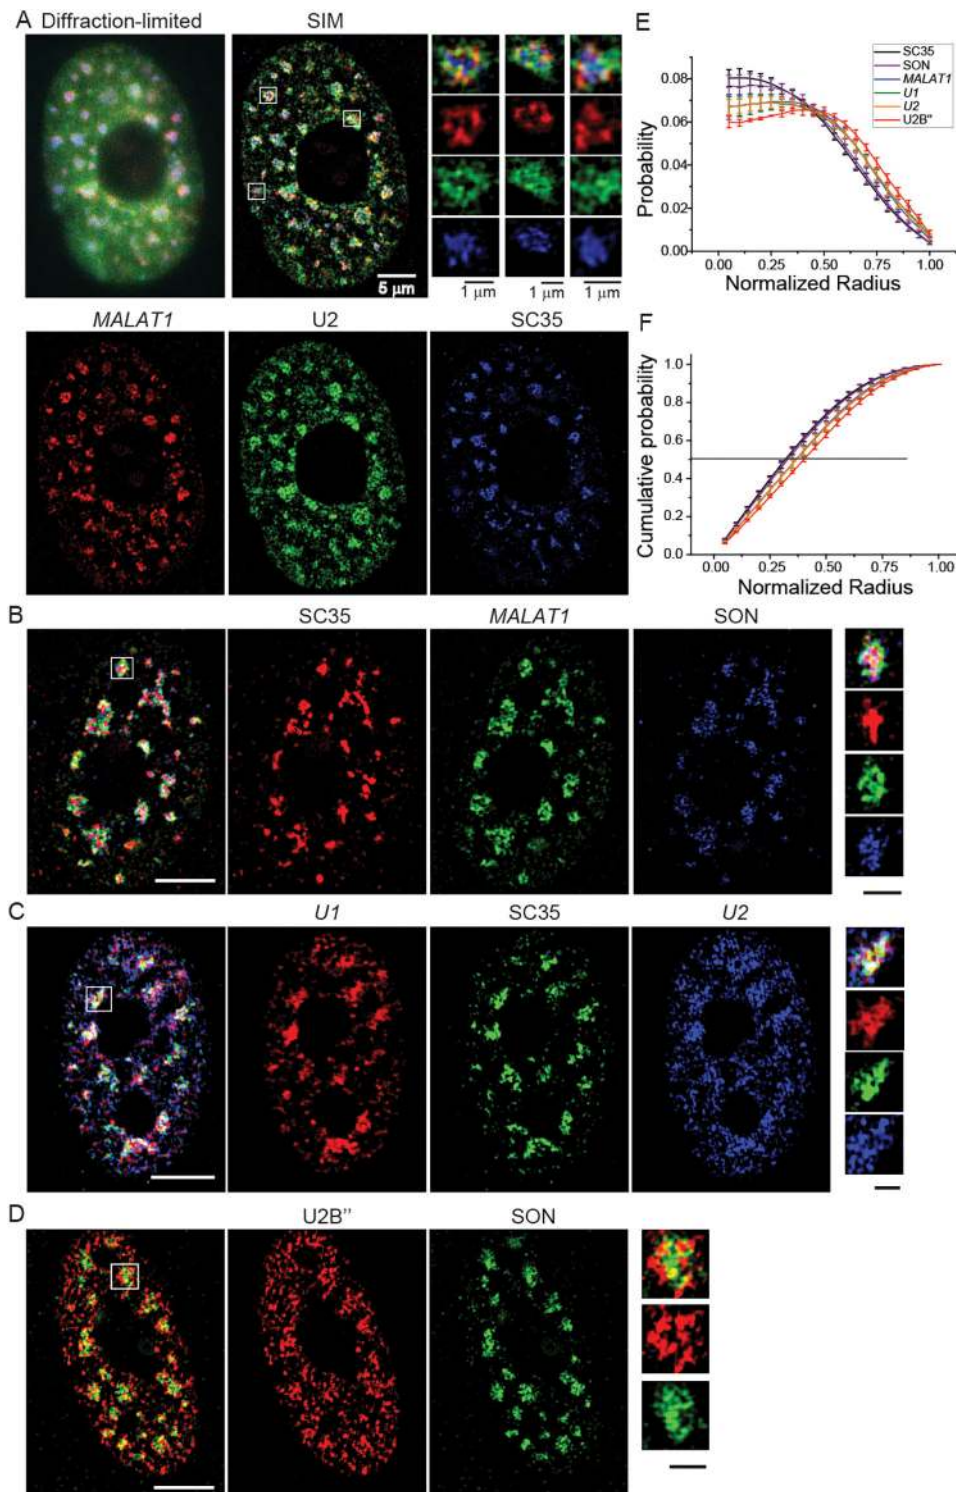 A Diffraction-limited SIM
5 μm
1 μm 1 μm 1 μm
MALAT1 U2 SC35
B SC35 MALAT1 SON
C U1 SC35 U2
D U2B" SON
E
SC35
SON
MALAT1
U1
U2
U2B"
Probability
0.08
0.06
0.04
0.02
0.00
0.00 0.25 0.50 0.75 1.00
Normalized Radius
F
Cumulative probability
1.0
0.8
0.6
0.4
0.2
0.0
0.00 0.25 0.50 0.75 1.00
Normalized Radius